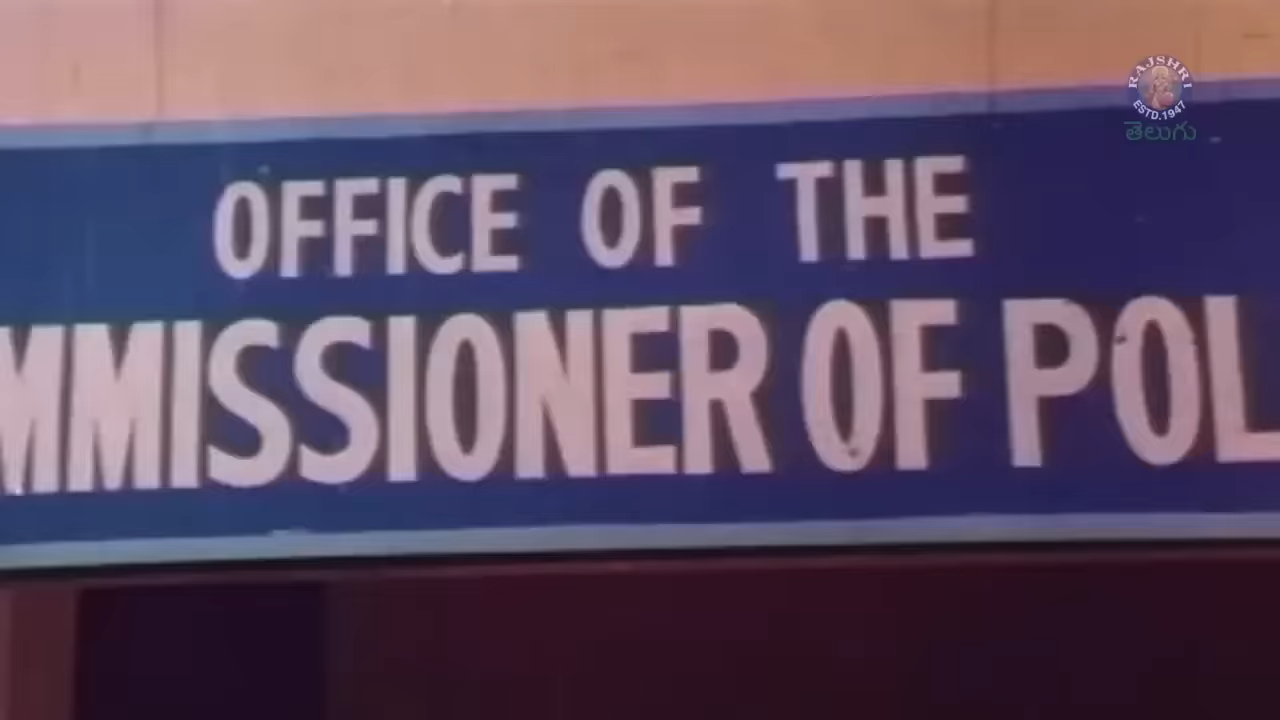 OFFICE OF THE
MMISSIONER OF POL
RAJSHRI
ESTD.1947
తెలుగు